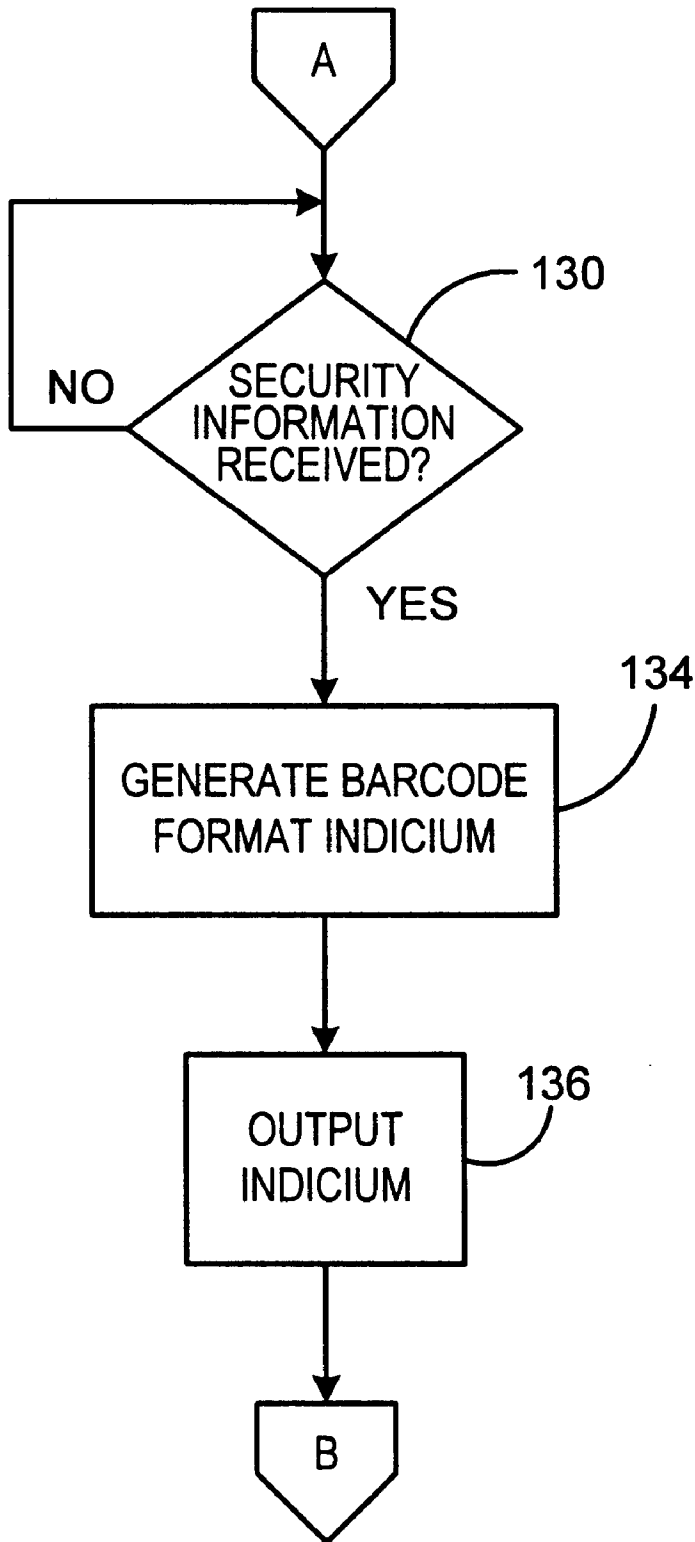 A
130
NO
SECURITY
INFORMATION
RECEIVED?
YES
134
GENERATE BARCODE
FORMAT INDICIUM
136
OUTPUT
INDICIUM
B